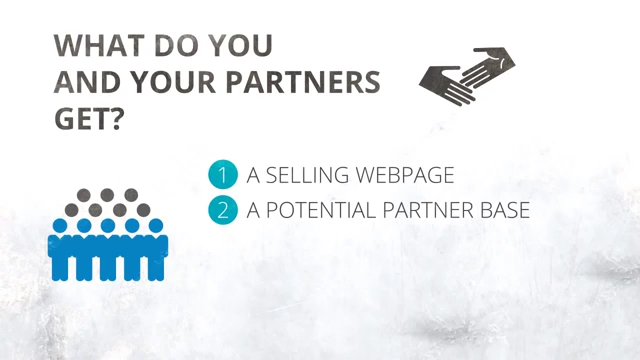 WHAT DO YOU
AND YOUR PARTNERS
GET?
1 A SELLING WEBPAGE
2 A POTENTIAL PARTNER BASE